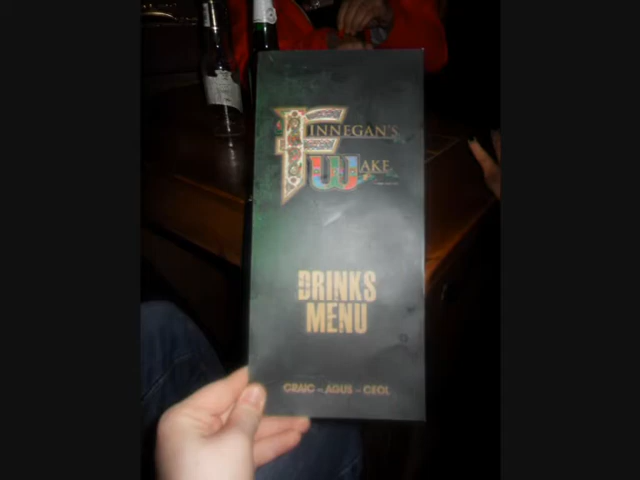 FINNEGAN'S
WAKE
DRINKS
MENU
CRAIC - AGUS - CEOL